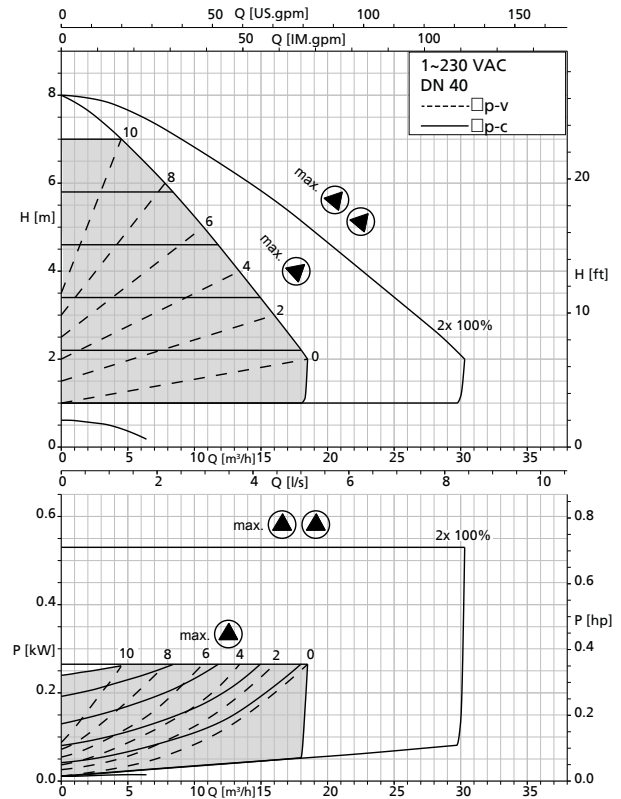 Q [US.gpm]
50 100 150
0
Q [IM.gpm]
0 50 100
1~230 VAC
DN 40
□p-v
□p-c
8
10
max.
8
20
6
H [m]
6
max.
4
4
H [ft]
2
10
2x 100%
2
0
0
0
5 10 Q [m³/h] 15 20 25 30 35
0 2 4 Q [l/s] 6 8 10
0.6
max.
0.8
2x 100%
0.6
0.4
P [hp]
max.
P [kW]
0.4
10 8 6 4 2 0
0.2
0.2
0.0
0.0
0 5 10 Q [m³/h] 15 20 25 30 35